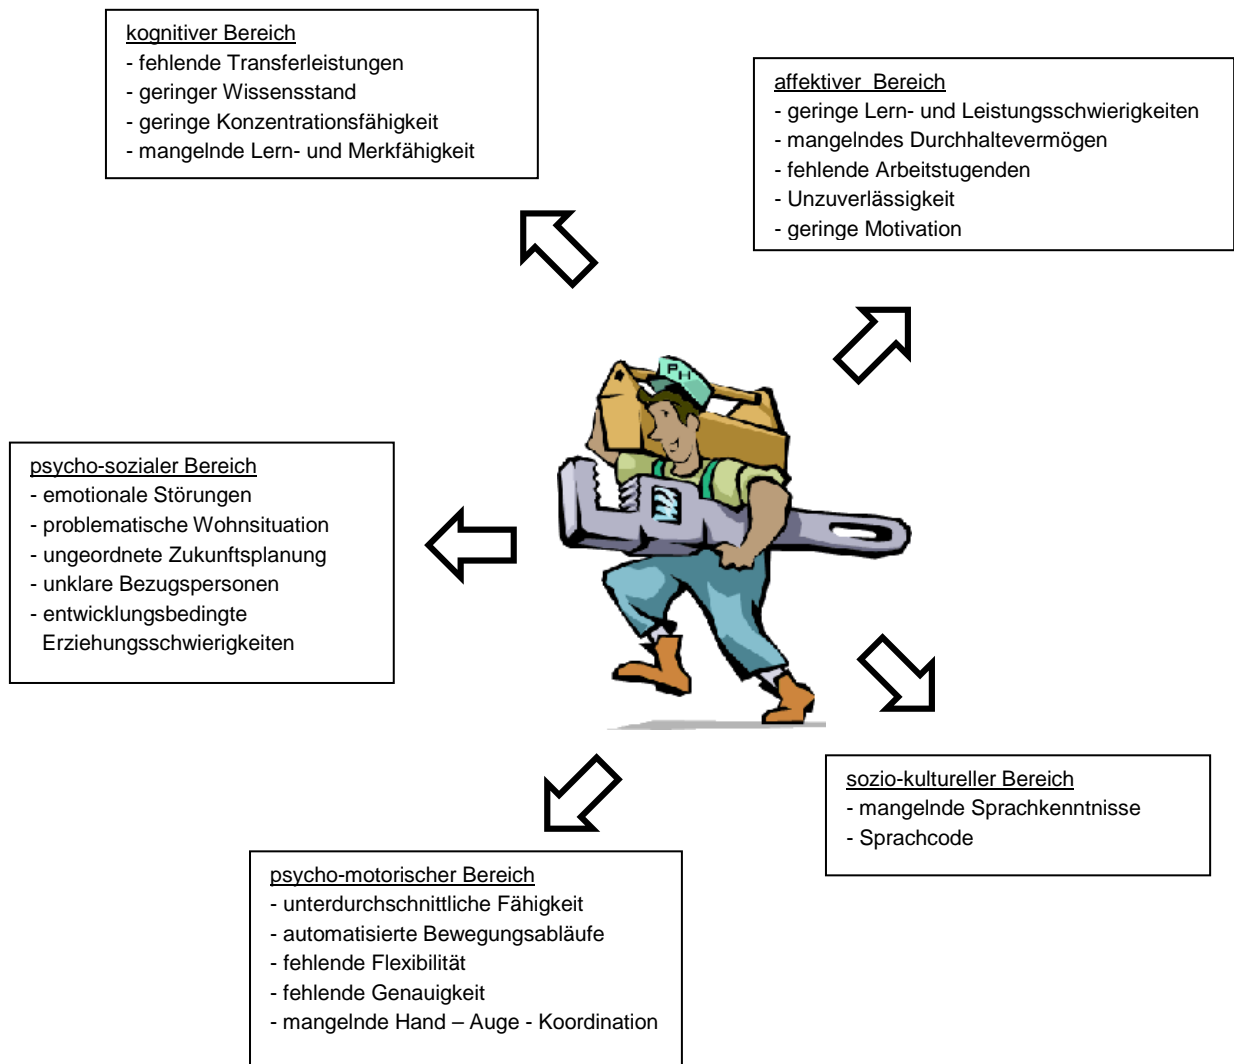 kognitiver Bereich
- fehlende Transferleistungen
- geringer Wissensstand
- geringe Konzentrationsfähigkeit
- mangelnde Lern- und Merkfähigkeit
affektiver  Bereich
- geringe Lern- und Leistungsschwierigkeiten
- mangelndes Durchhaltevermögen
- fehlende Arbeitstugenden
- Unzuverlässigkeit
- geringe Motivation
PH
psycho-sozialer Bereich
- emotionale Störungen
- problematische Wohnsituation
- ungeordnete Zukunftsplanung
- unklare Bezugspersonen
- entwicklungsbedingte
Erziehungsschwierigkeiten
sozio-kultureller Bereich
- mangelnde Sprachkenntnisse
- Sprachcode
psycho-motorischer Bereich
- unterdurchschnittliche Fähigkeit
- automatisierte Bewegungsabläufe
- fehlende Flexibilität
- fehlende Genauigkeit
- mangelnde Hand – Auge - Koordination